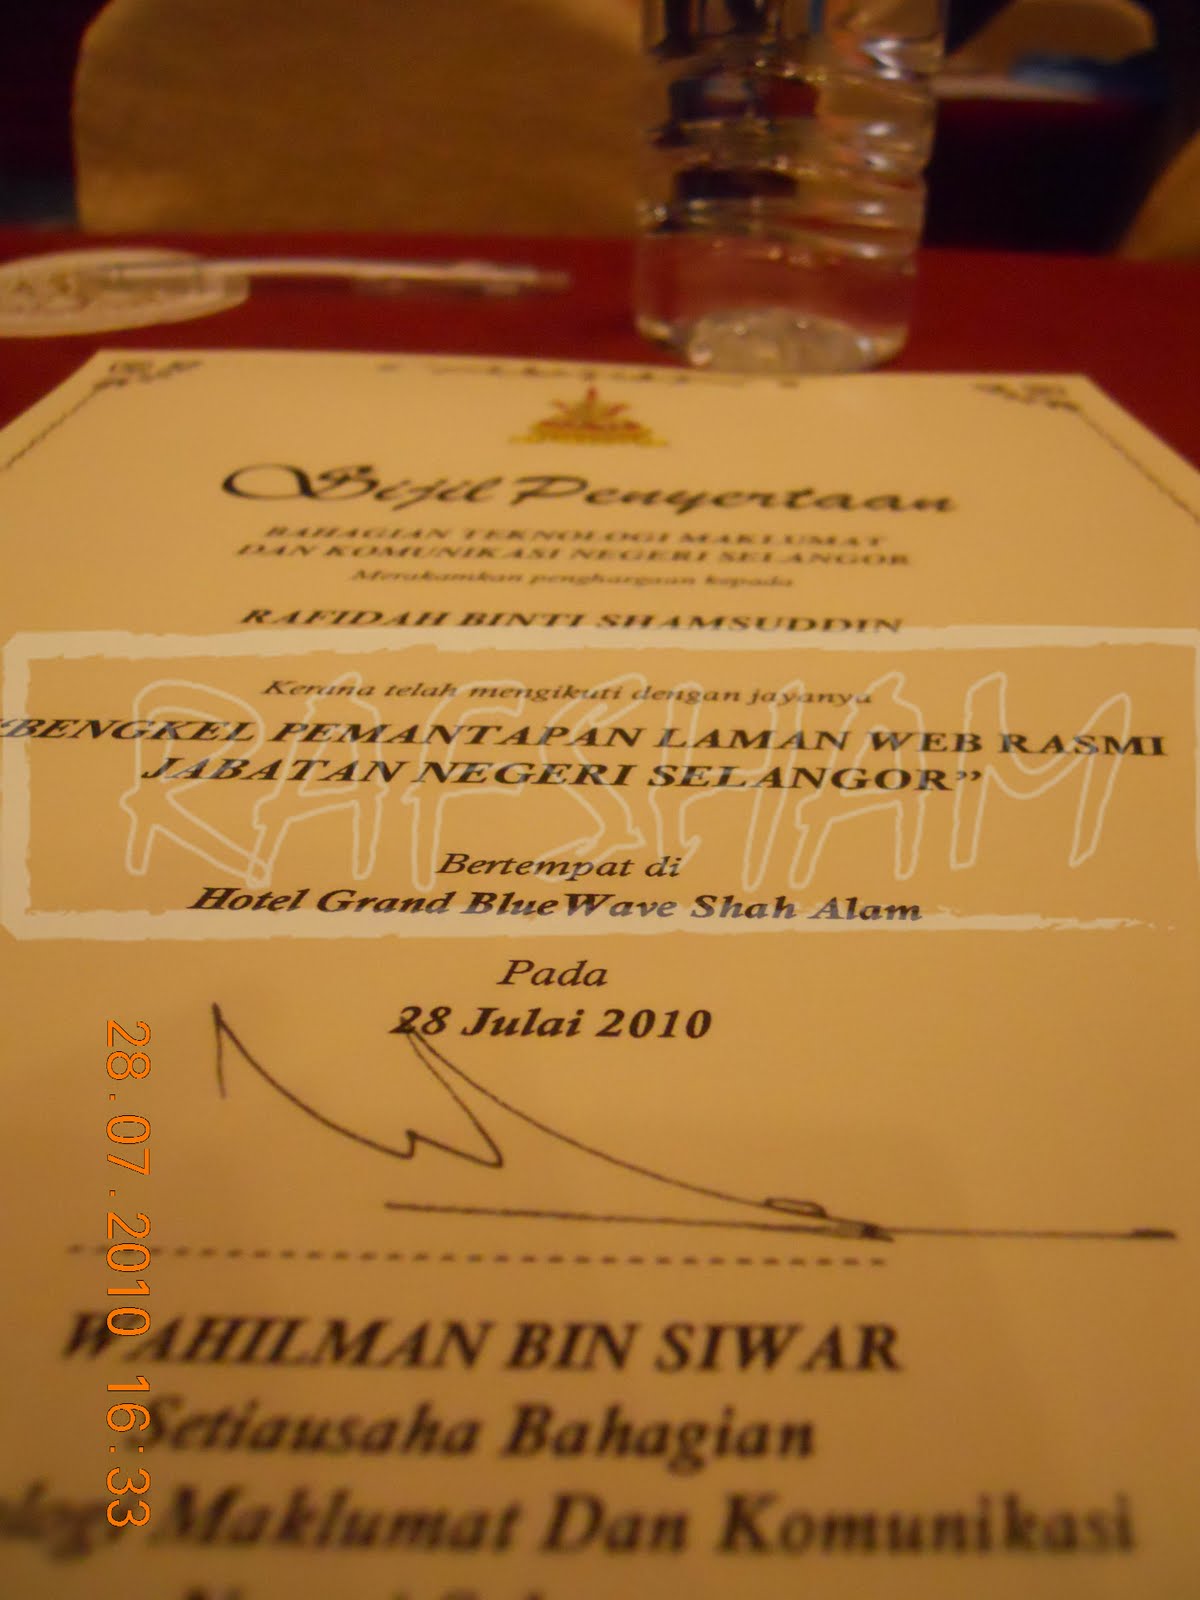 Sijil Penyertaan
BAHAGIAN TEKNOLOGI MAKLUMAT
DAN KOMUNIKASI NEGERI SELANGOR
Merakamkan penghargaan kepada
RAFIDAH BINTI SHAMSUDDIN
Kerana telah mengikuti dengan jayanya
“BENGKEL PEMANTAPAN LAMAN WEB RASMI
JABATAN NEGERI SELANGOR”
RAFSHAM
Bertempat di
Hotel Grand BlueWave Shah Alam
Pada
28 Julai 2010
WAHILMAN BIN SIWAR
Setiausaha Bahagian
Maklumat Dan Komunikasi
28.07.2010 16:33